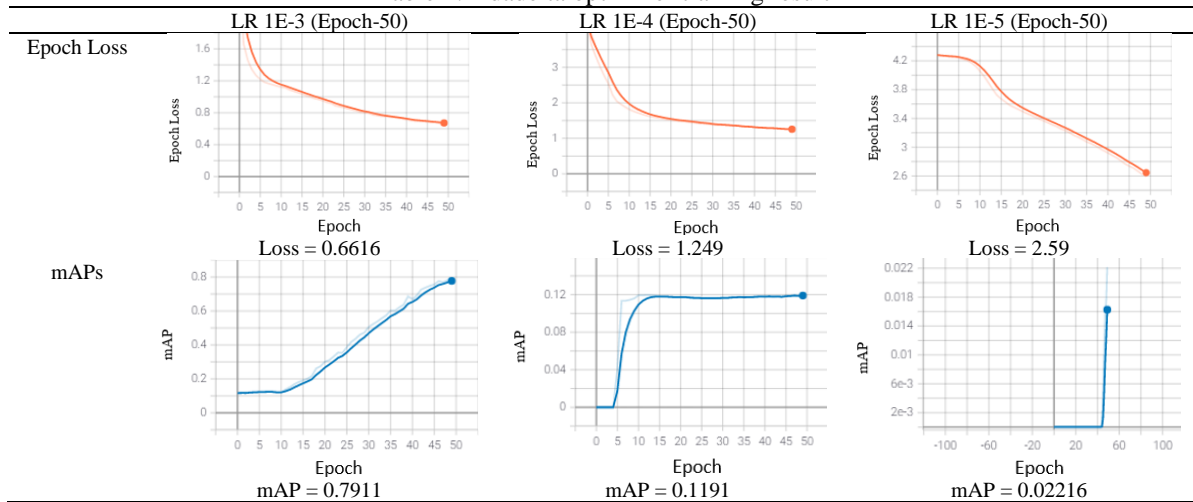 LR 1E-3 (Epoch-50) LR 1E-4 (Epoch-50) LR 1E-5 (Epoch-50)
Epoch Loss
1.6
1.2
0.8
0.4
0
Epoch Loss
0 5 10 15 20 25 30 35 40 45 50
Epoch
Loss = 0.6616
3
2
1
0
Epoch Loss
0 5 10 15 20 25 30 35 40 45 50
Epoch
Loss = 1.249
4.2
3.8
3.4
3
2.6
Epoch Loss
0 5 10 15 20 25 30 35 40 45 50
Epoch
Loss = 2.59
mAPs
0.8
0.6
0.4
0.2
0
mAP
0 5 10 15 20 25 30 35 40 45 50
Epoch
mAP = 0.7911
0.12
0.08
0.04
0
mAP
0 5 10 15 20 25 30 35 40 45 50
Epoch
mAP = 0.1191
0.022
0.018
0.014
0.01
6e-3
2e-3
mAP
-100 -60 -20 20 60 100
Epoch
mAP = 0.02216